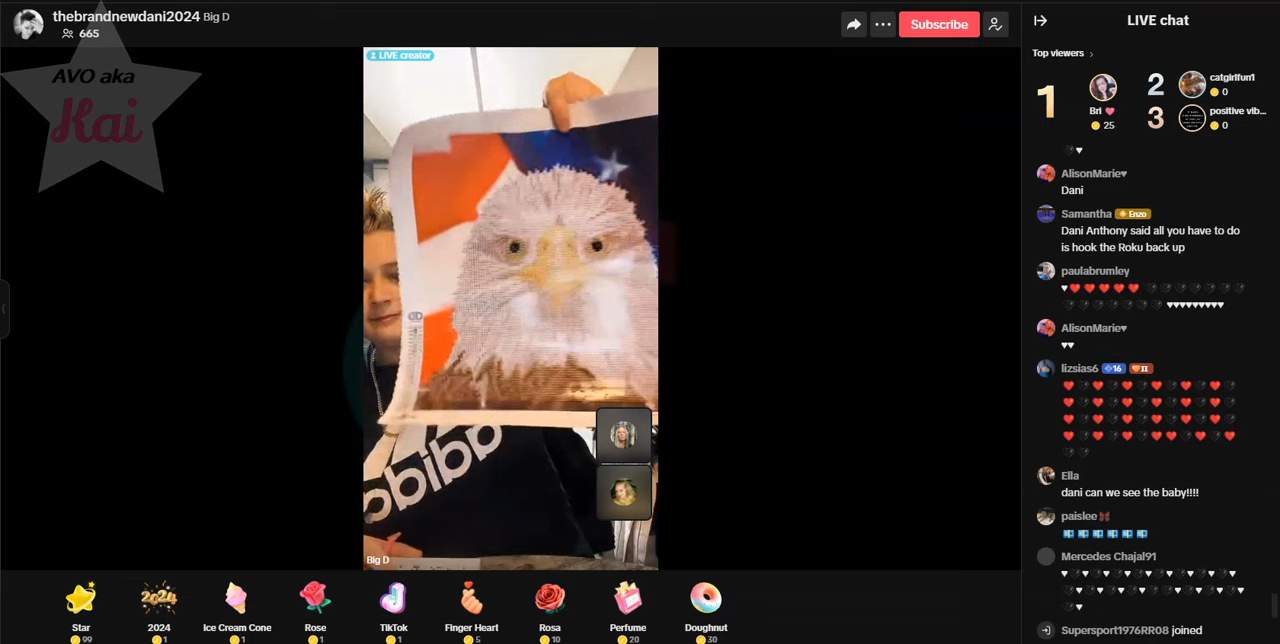 thebrandnewdani2024 Big D
665
Subscribe
AVO aka
Kai
LIVE creator
Big D
LIVE chat
Top viewers
1
Bri
25
2
catgirlfun1
0
3
positive vib...
0
AlisonMarie♥
Dani
Samantha Enzo
Dani Anthony said all you have to do
is hook the Roku back up
paulabrumley
AlisonMarie♥
♥♥
lizsias6 16 II
Ella
dani can we see the baby!!!!
paislee
Mercedes Chajal91
Supersport1976RR08 joined
Star
99
2024
2024
1
Ice Cream Cone
1
Rose
1
TikTok
1
Finger Heart
5
Rosa
10
Perfume
20
Doughnut
30